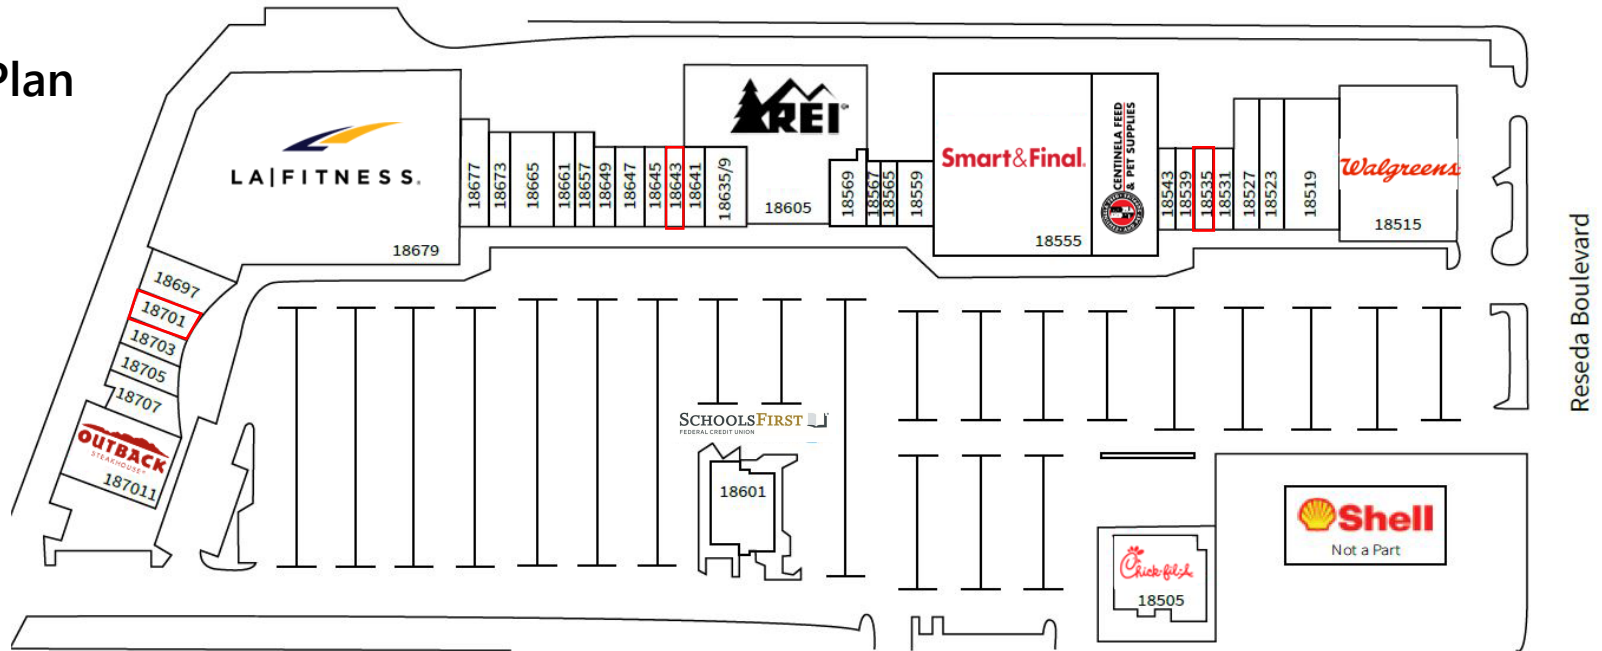 Plan
LA|FITNESS.
18679
18677
18673
18665
18661
18657
18649
18647
18645
18643
18641
18635/9
REI
18605
18569
18567
18565
18559
Smart&Final.
18555
CENTINELA FEED
& PET SUPPLIES
18543
18539
18535
18531
18527
18523
18519
Walgreens
18515
Reseda Boulevard
18697
18701
18703
18705
18707
OUTBACK
STEAKHOUSE
187011
SCHOOLSFIRST
FEDERAL CREDIT UNION
18601
Chick-fil-A
18505
Shell
Not a Part